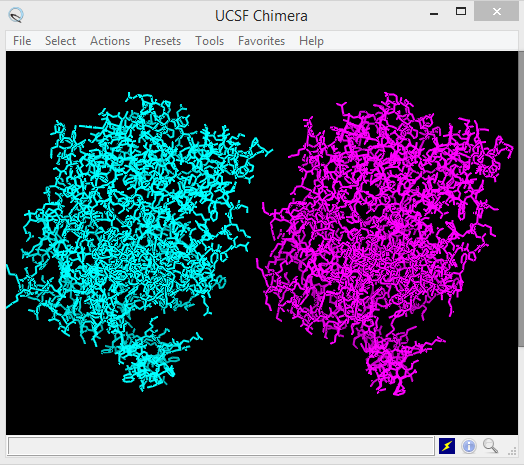 UCSF Chimera
File Select Actions Presets Tools Favorites Help